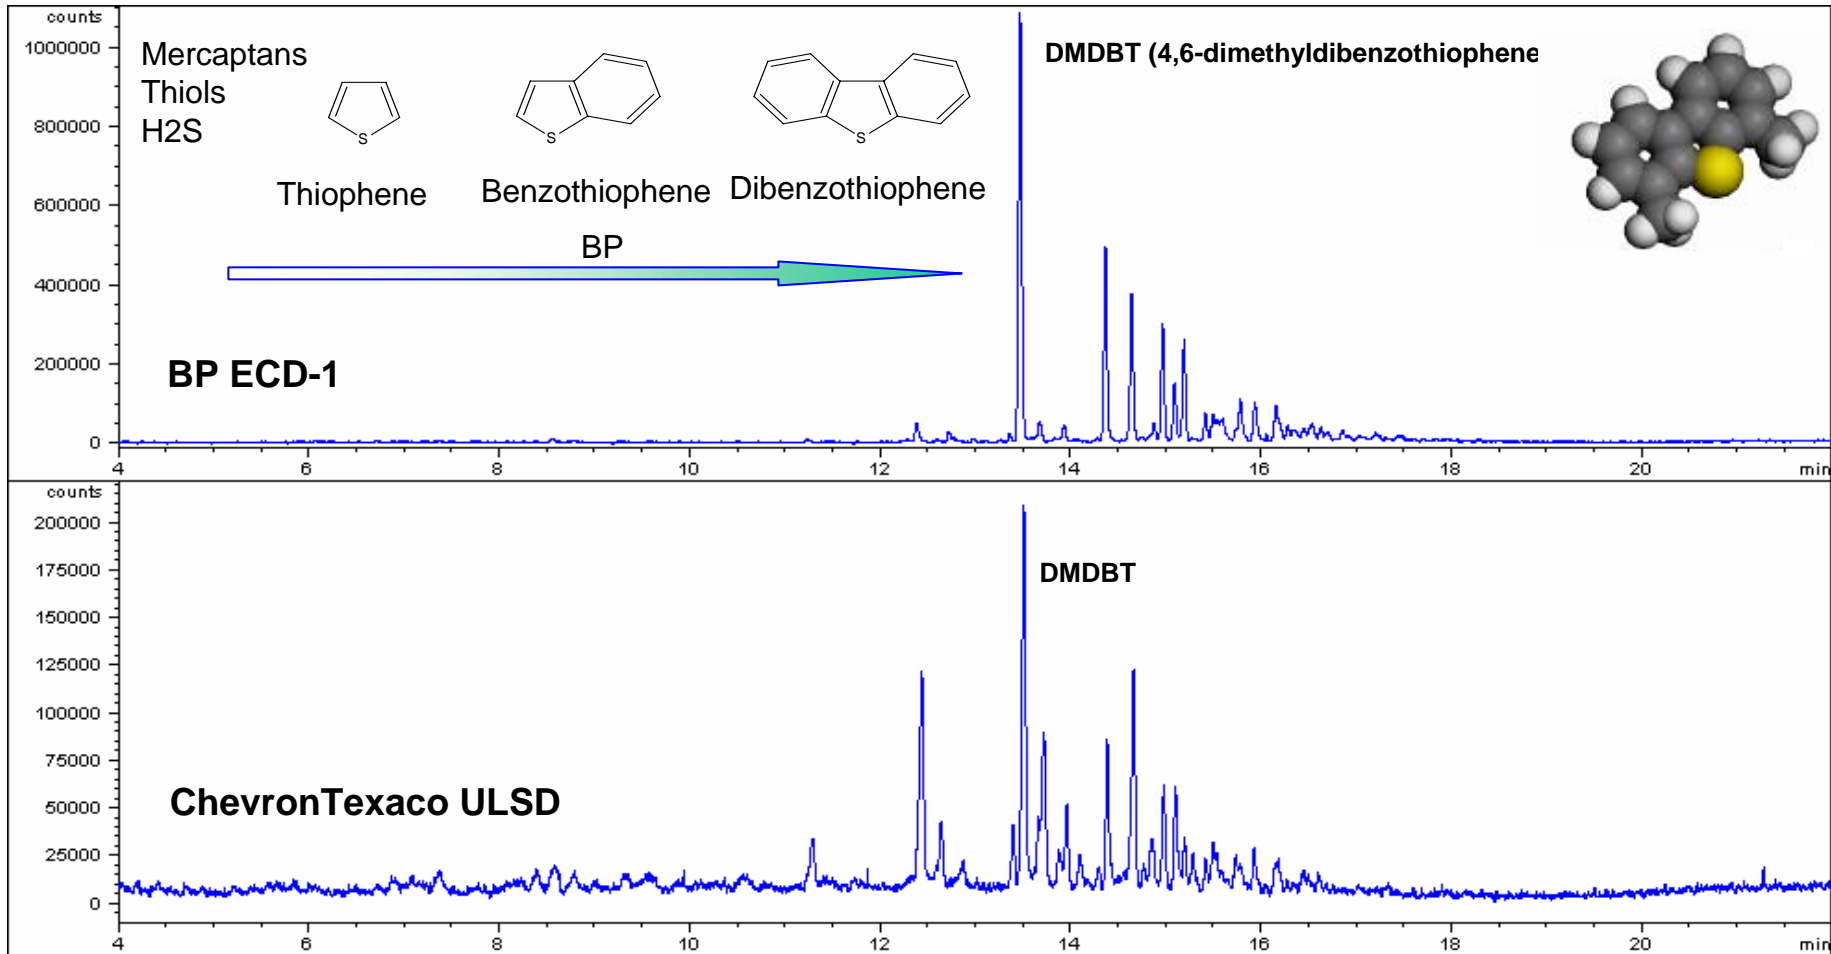 counts
1000000
800000
600000
400000
200000
0
Mercaptans
Thiols
H2S
S
S
S
Thiophene
Benzothiophene
Dibenzothiophene
BP
DMDBT (4,6-dimethyldibenzothiophene
BP ECD-1
4 6 8 10 12 14 16 18 20 min
counts
200000
175000
150000
125000
100000
75000
50000
25000
0
DMDBT
ChevronTexaco ULSD
4 6 8 10 12 14 16 18 20 min